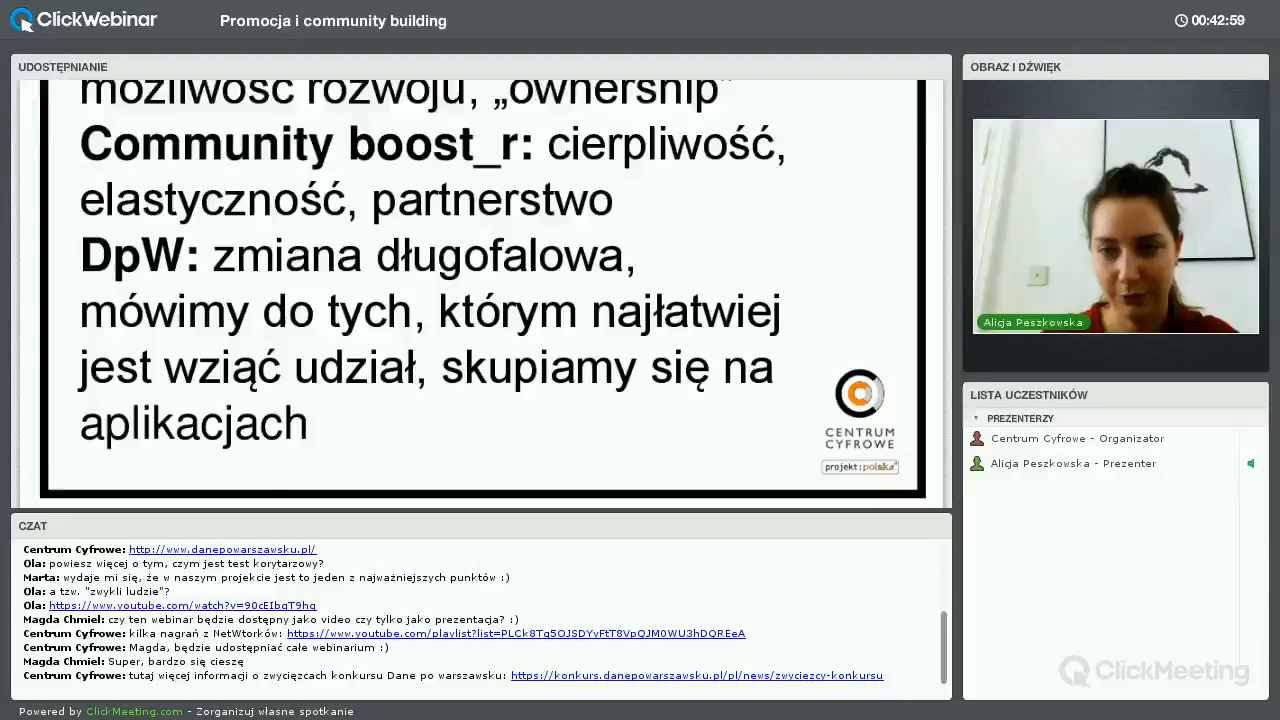 ClickWebinar
Promocja i community building
00:42:59
UDOSTĘPNIANIE
możliwość rozwoju, „ownership”
Community boost_r: cierpliwość,
elastyczność, partnerstwo
DpW: zmiana długofalowa,
mówimy do tych, którym najłatwiej
jest wziąć udział, skupiamy się na
aplikacjach
CENTRUM
CYFROWE
projekt:polska
OBRAZ I DŹWIĘK
Alicja Peszkowska
LISTA UCZESTNIKÓW
PREZENTERZY
Centrum Cyfrowe - Organizator
Alicja Peszkowska - Prezenter
CZAT
Centrum Cyfrowe: http://www.danepowarszawsku.pl/
Ola: powiesz więcej o tym, czym jest test korytarzowy?
Marta: wydaje mi się, że w naszym projekcie jest to jeden z najważniejszych punktów :)
Ola: a tzw. "zwykli ludzie"?
Ola: https://www.youtube.com/watch?v=90cEIbqT9hg
Magda Chmiel: czy ten webinar będzie dostępny jako video czy tylko jako prezentacja? :)
Centrum Cyfrowe: kilka nagrań z NetWtorków: https://www.youtube.com/playlist?list=PLCk8Tq5OJSDYyFtT8VpQJM0WU3hDQREeA
Centrum Cyfrowe: Magda, będzie udostępniać całe webinarium :)
Magda Chmiel: Super, bardzo się cieszę
Centrum Cyfrowe: tutaj więcej informacji o zwycięzcach konkursu Dane po warszawsku: https://konkurs.danepowarszawsku.pl/pl/news/zwyciezcy-konkursu
ClickMeeting
Powered by ClickMeeting.com - Zorganizuj własne spotkanie